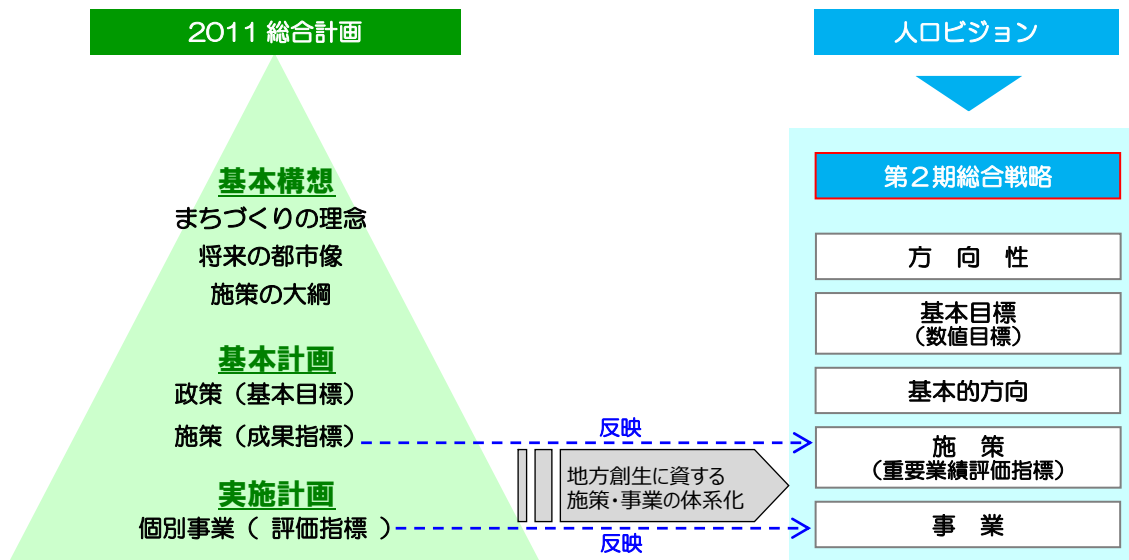 2011 総合計画
基本構想
まちづくりの理念
将来の都市像
施策の大綱
基本計画
政策（基本目標）
施策（成果指標）
実施計画
個別事業（ 評価指標 ）
反映
地方創生に資する
施策・事業の体系化
反映
人口ビジョン
第２期総合戦略
方　向　性
基本目標
（数値目標）
基本的方向
施　策
（重要業績評価指標）
事　業